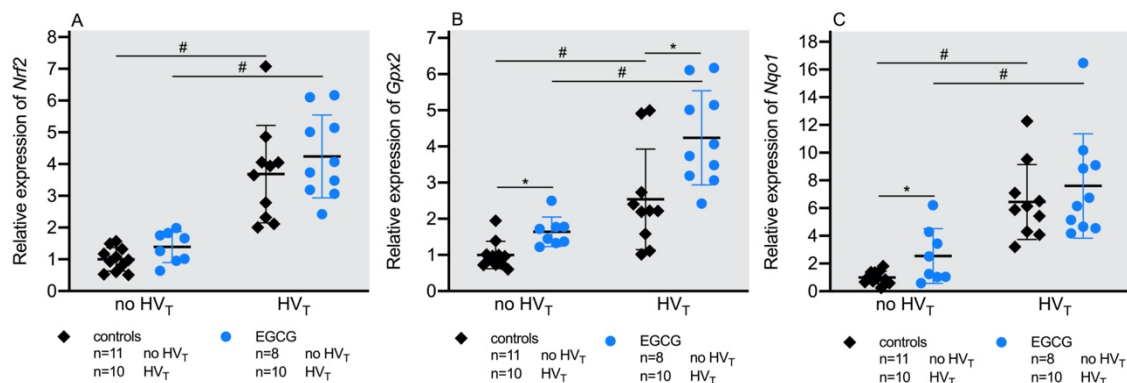 A
Relative expression of Nrf2
8
7
6
5
4
3
2
1
0
#
#
no HVT HVT
controls EGCG
n=11 no HVT n=8 no HVT
n=10 HVT n=10 HVT
B
Relative expression of Gpx2
7
6
5
4
3
2
1
0
# *
#
*
no HVT HVT
controls EGCG
n=11 no HVT n=8 no HVT
n=10 HVT n=10 HVT
C
Relative expression of Nqo1
18
16
14
12
10
8
6
4
2
0
#
#
*
no HVT HVT
controls EGCG
n=11 no HVT n=8 no HVT
n=10 HVT n=10 HVT